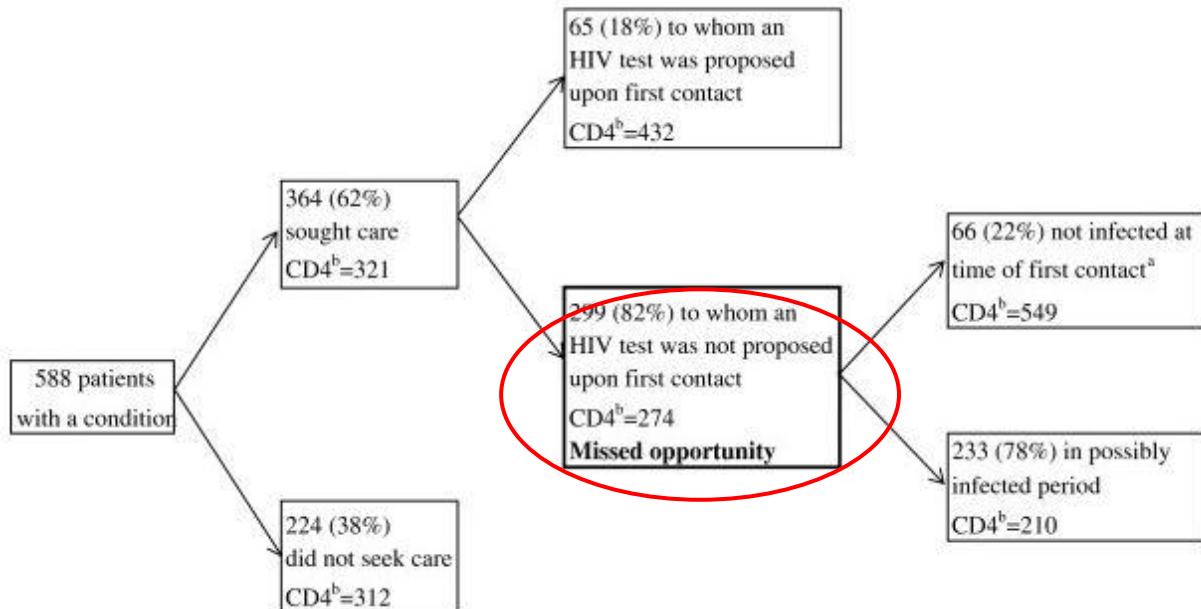 588 patients
with a condition
364 (62%)
sought care
CD4ᵇ=321
224 (38%)
did not seek care
CD4ᵇ=312
65 (18%) to whom an
HIV test was proposed
upon first contact
CD4ᵇ=432
299 (82%) to whom an
HIV test was not proposed
upon first contact
CD4ᵇ=274
Missed opportunity
66 (22%) not infected at
time of first contactᵃ
CD4ᵇ=549
233 (78%) in possibly
infected period
CD4ᵇ=210